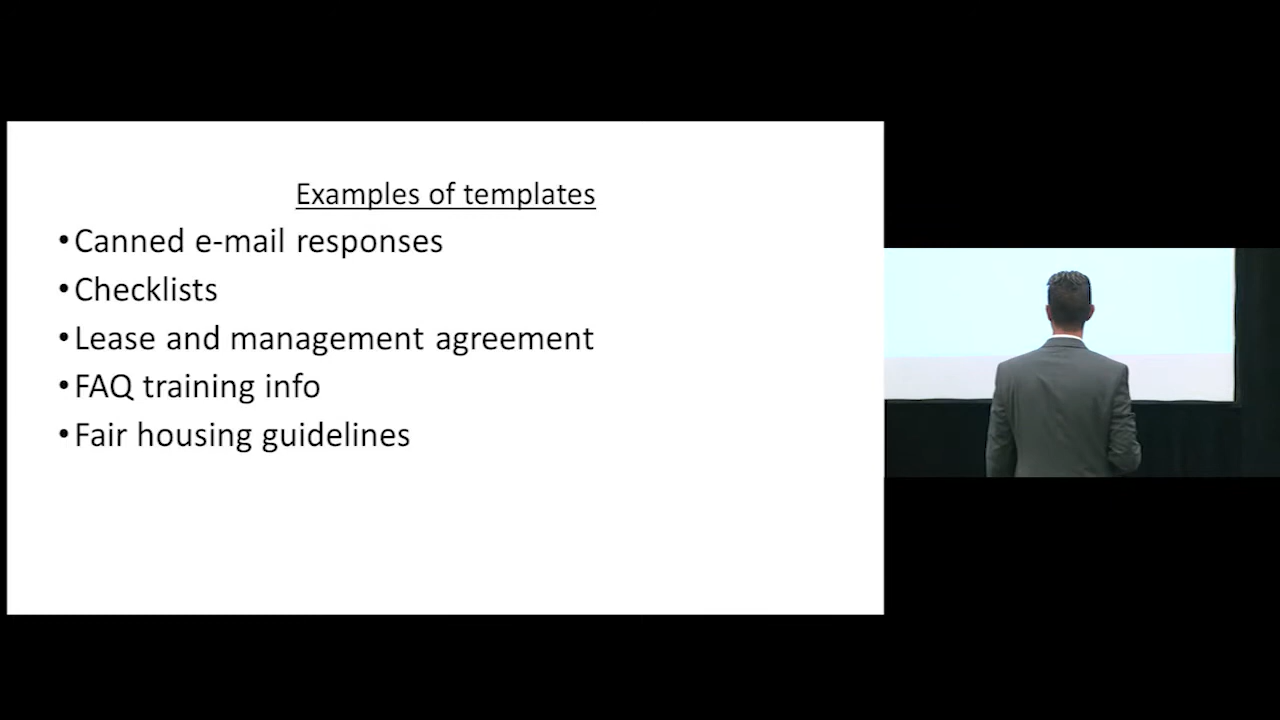 Examples of templates
•Canned e-mail responses
•Checklists
•Lease and management agreement
•FAQ training info
•Fair housing guidelines